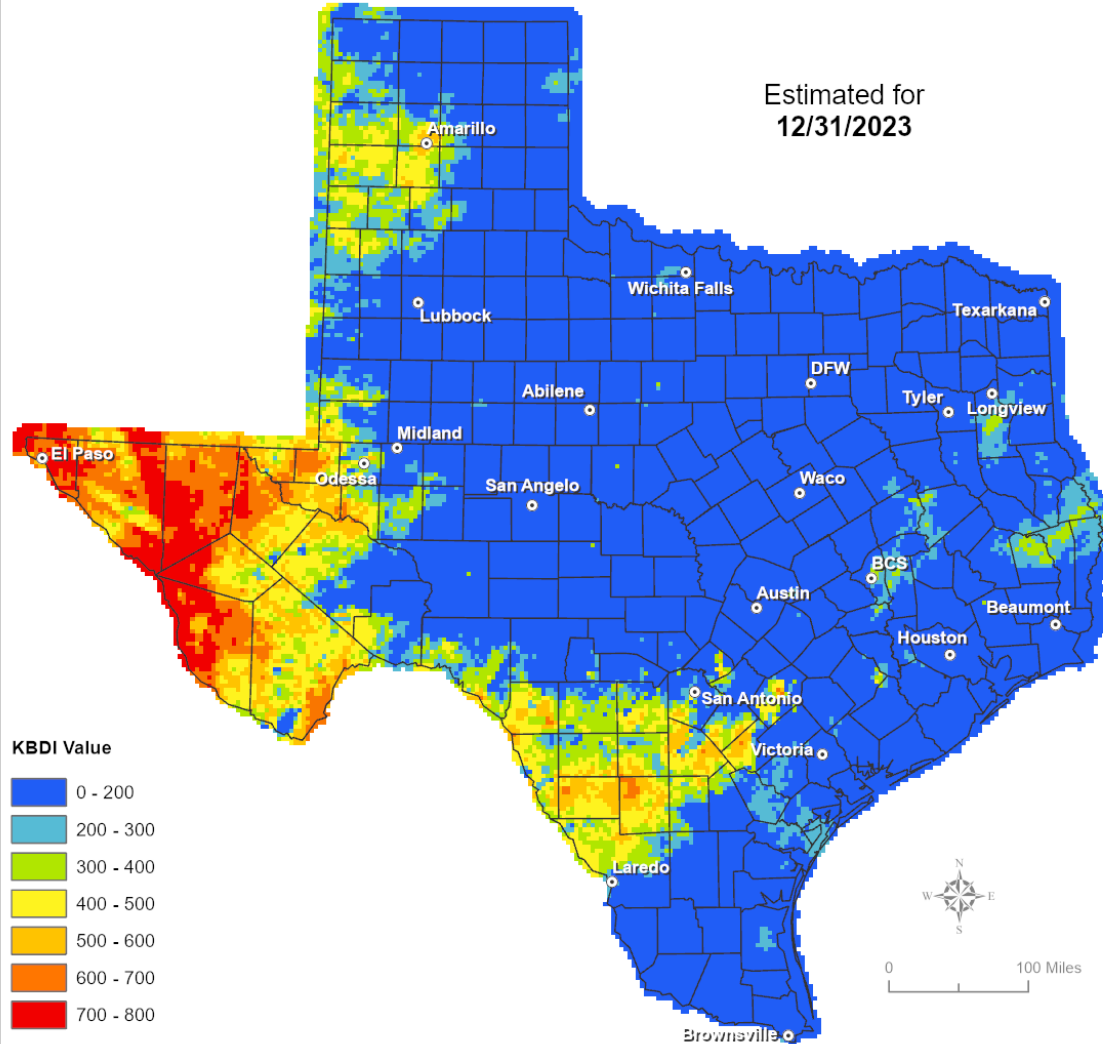 Estimated for
12/31/2023
Amarillo
Wichita Falls
Lubbock
Texarkana
DFW
Abilene
Tyler
Longview
Midland
El Paso
Odessa
San Angelo
Waco
BCS
Austin
Beaumont
Houston
San Antonio
Victoria
KBDI Value
0 - 200
200 - 300
300 - 400
400 - 500
500 - 600
600 - 700
700 - 800
Laredo
N
W E
S
0 100 Miles
Brownsville